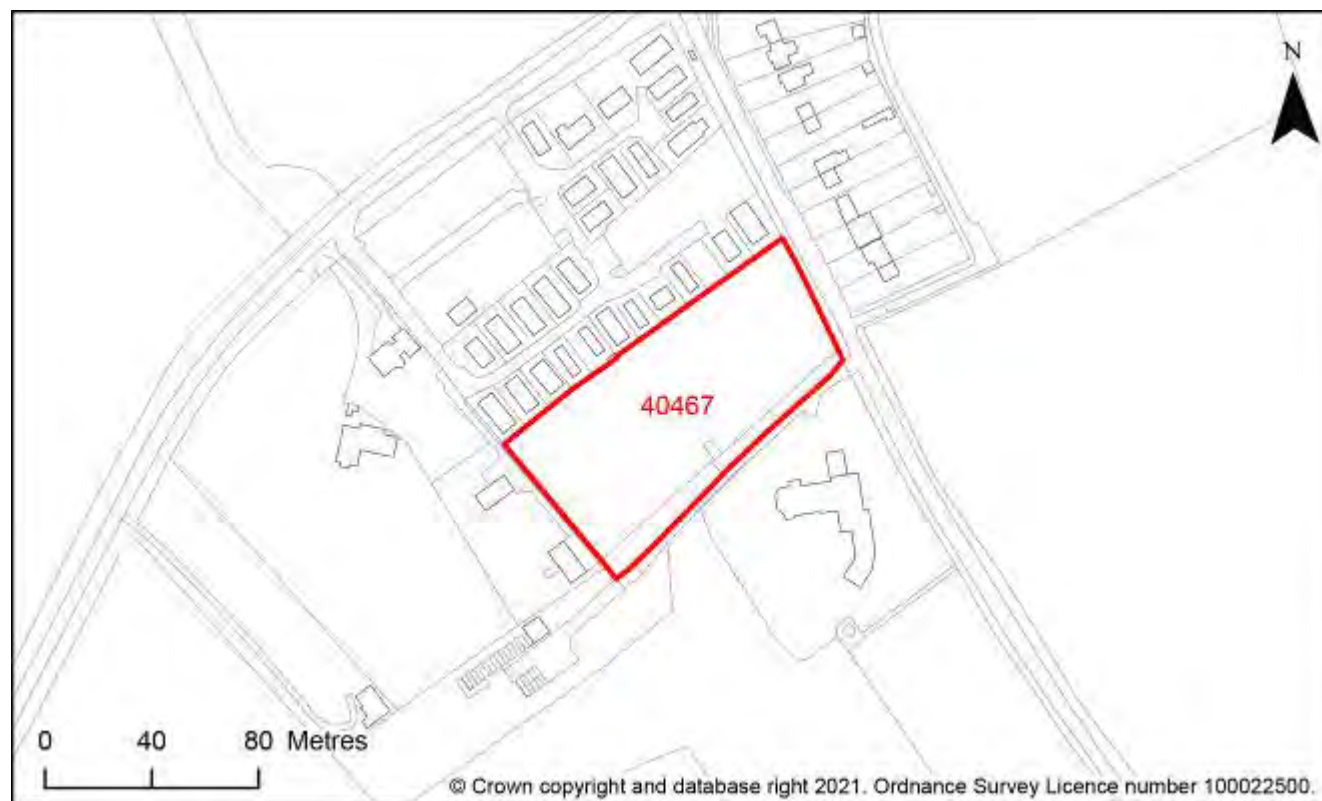 N
40467
0 40 80 Metres
© Crown copyright and database right 2021. Ordnance Survey Licence number 100022500.